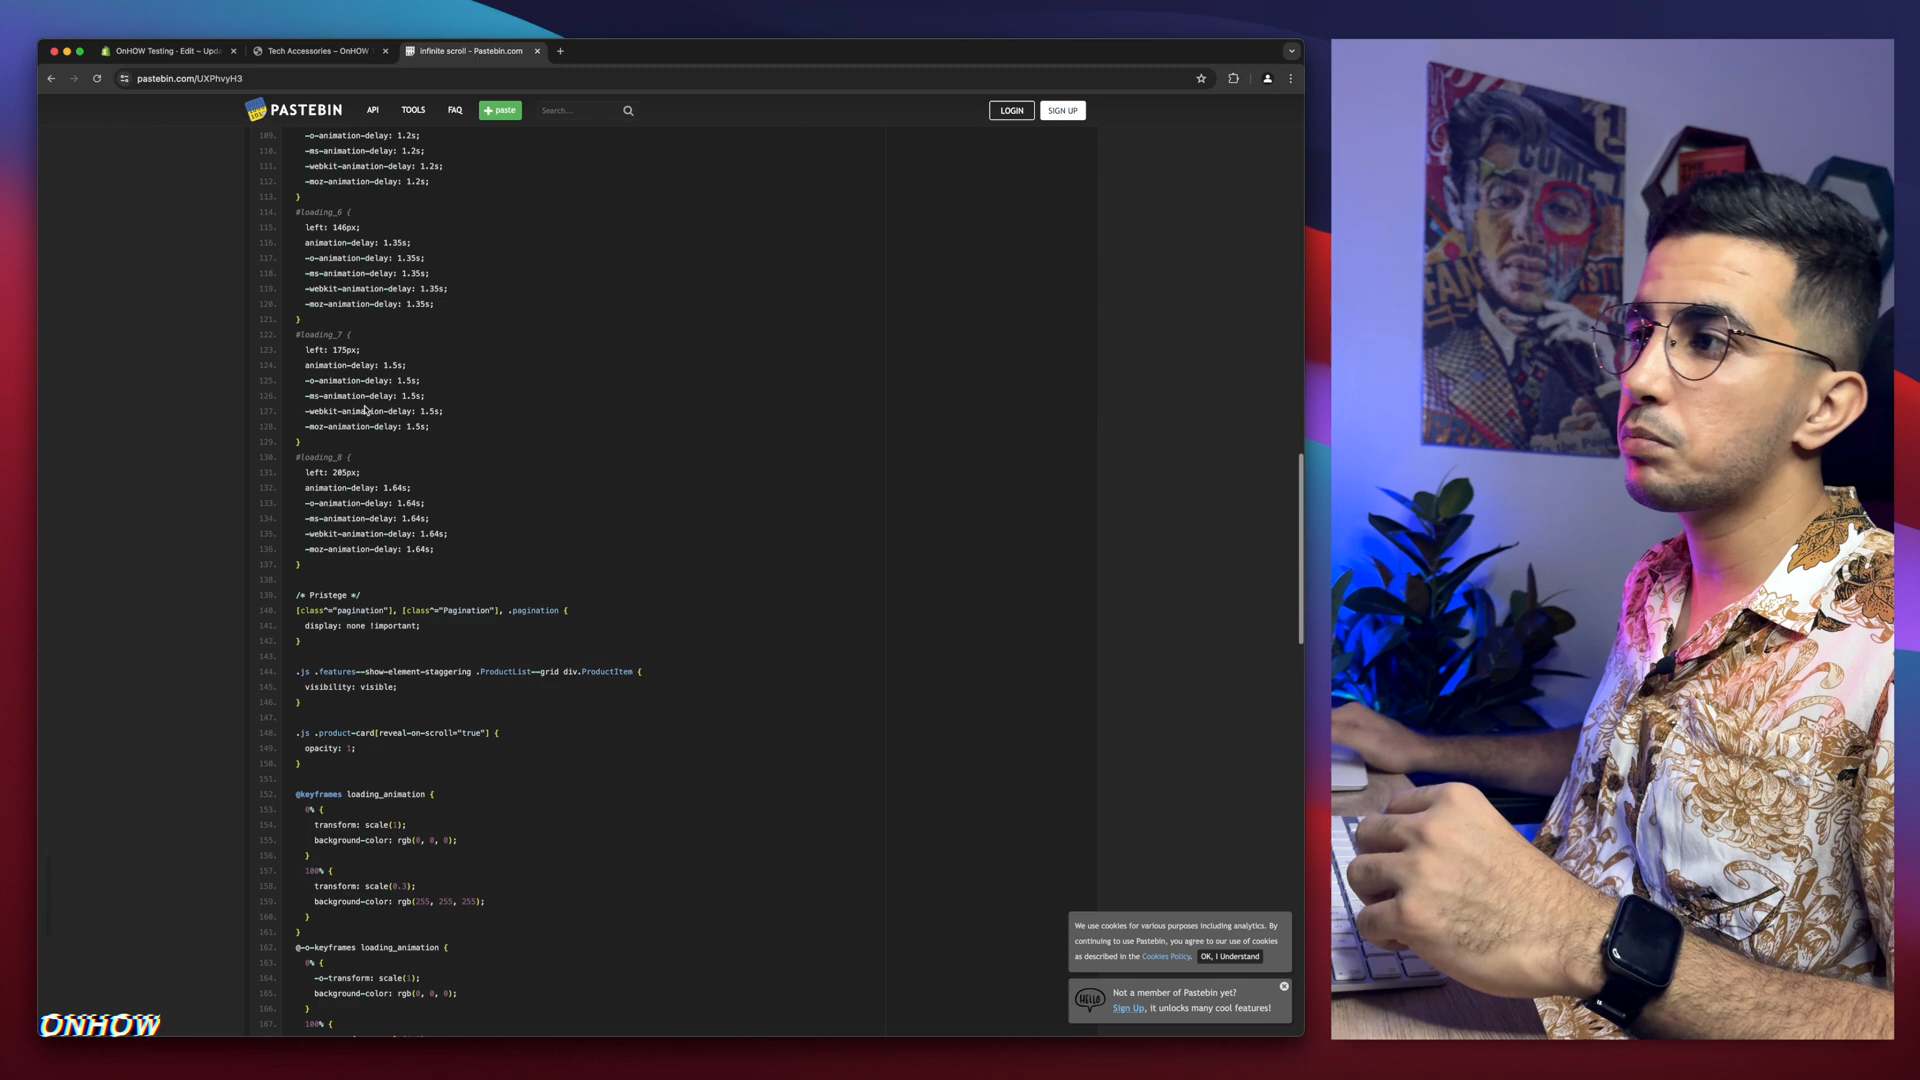 OnHOW Testing · Edit ~ Upda
Tech Accessories – OnHOW T
infinite scroll - Pastebin.com
pastebin.com/UXPhvyH3
PASTEBIN
API
TOOLS
FAQ
+ paste
Search...
LOGIN
SIGN UP
109. -o-animation-delay: 1.2s;
110. -ms-animation-delay: 1.2s;
111. -webkit-animation-delay: 1.2s;
112. -moz-animation-delay: 1.2s;
113. }
114. #loading_6 {
115. left: 146px;
116. animation-delay: 1.35s;
117. -o-animation-delay: 1.35s;
118. -ms-animation-delay: 1.35s;
119. -webkit-animation-delay: 1.35s;
120. -moz-animation-delay: 1.35s;
121. }
122. #loading_7 {
123. left: 175px;
124. animation-delay: 1.5s;
125. -o-animation-delay: 1.5s;
126. -ms-animation-delay: 1.5s;
127. -webkit-animation-delay: 1.5s;
128. -moz-animation-delay: 1.5s;
129. }
130. #loading_8 {
131. left: 205px;
132. animation-delay: 1.64s;
133. -o-animation-delay: 1.64s;
134. -ms-animation-delay: 1.64s;
135. -webkit-animation-delay: 1.64s;
136. -moz-animation-delay: 1.64s;
137. }
138.
139. /* Pristege */
140. [class^="pagination"], [class^="Pagination"], .pagination {
141. display: none !important;
142. }
143.
144. .js .features--show-element-staggering .ProductList--grid div.ProductItem {
145. visibility: visible;
146. }
147.
148. .js .product-card[reveal-on-scroll="true"] {
149. opacity: 1;
150. }
151.
152. @keyframes loading_animation {
153. 0% {
154. transform: scale(1);
155. background-color: rgb(0, 0, 0);
156. }
157. 100% {
158. transform: scale(0.3);
159. background-color: rgb(255, 255, 255);
160. }
161. }
162. @-o-keyframes loading_animation {
163. 0% {
164. -o-transform: scale(1);
165. background-color: rgb(0, 0, 0);
166. }
167. 100% {
We use cookies for various purposes including analytics. By
continuing to use Pastebin, you agree to our use of cookies
as described in the Cookies Policy. OK, I Understand
HELLO
Not a member of Pastebin yet?
Sign Up, it unlocks many cool features!
ONHOW